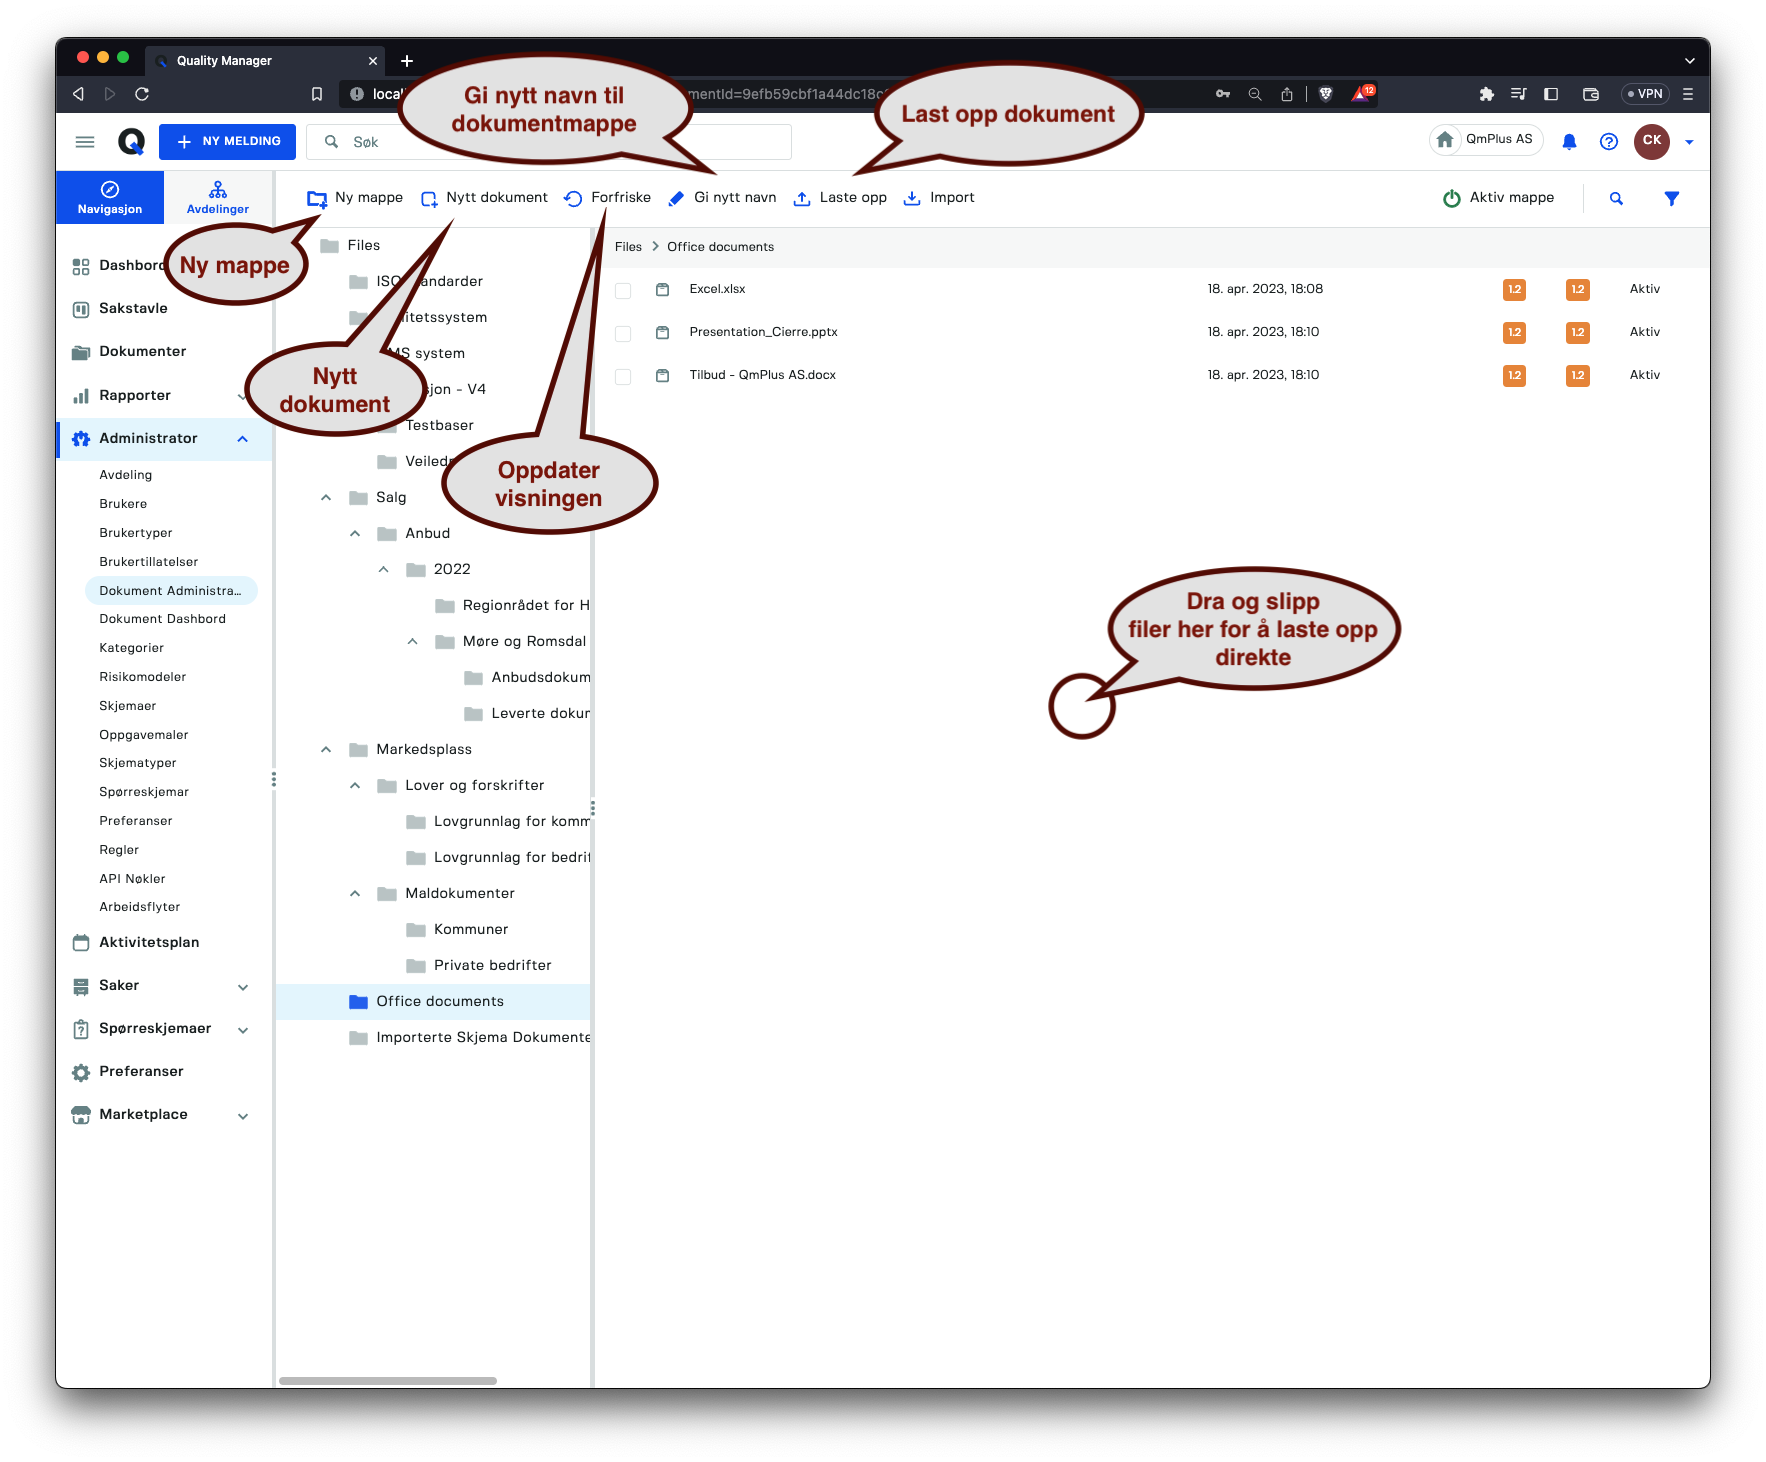 Quality Manager
Gi nytt navn til
dokumentmappe
Last opp dokument
mentId=9efb59cbf1a44dc18c
12
VPN
NY MELDING
Søk
QmPlus AS
CK
Navigasjon
Avdelinger
Ny mappe
Nytt dokument
Forfriske
Gi nytt navn
Laste opp
Import
Aktiv mappe
Ny mappe
Nytt
dokument
Oppdater
visningen
Dra og slipp
filer her for å laste opp
direkte
Dashbord
Sakstavle
Dokumenter
Rapporter
Administrator
Avdeling
Brukere
Brukertyper
Brukertillatelser
Dokument Administra...
Dokument Dashbord
Kategorier
Risikomodeler
Skjemaer
Oppgavemaler
Skjematyper
Spørreskjemar
Preferanser
Regler
API Nøkler
Arbeidsflyter
Aktivitetsplan
Saker
Spørreskjemaer
Preferanser
Marketplace
Files
ISO
andarder
itetssystem
MS system
sjon - V4
Testbaser
Veiled
Salg
Anbud
2022
Regionrådet for H
Møre og Romsdal
Anbudsdokum
Leverte dokur
Markedsplass
Lover og forskrifter
Lovgrunnlag for komm
Lovgrunnlag for bedrif
Maldokumenter
Kommuner
Private bedrifter
Office documents
Importerte Skjema Dokumente
Files > Office documents
Excel.xlsx 18. apr. 2023, 18:08 1.2 1.2 Aktiv
Presentation_Cierre.pptx 18. apr. 2023, 18:10 1.2 1.2 Aktiv
Tilbud - QmPlus AS.docx 18. apr. 2023, 18:10 1.2 1.2 Aktiv